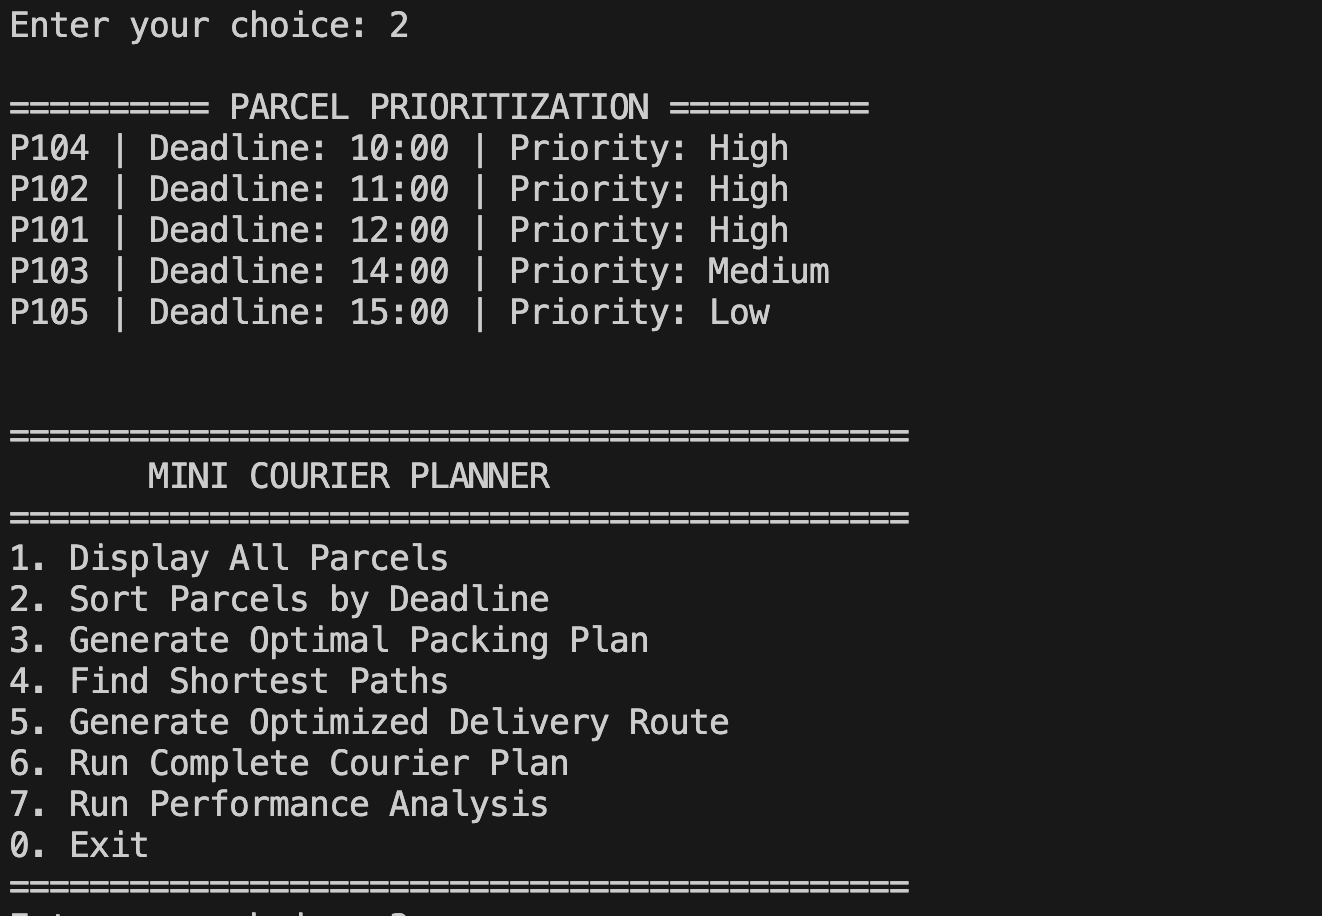 Enter your choice: 2
========== PARCEL PRIORITIZATION ==========
P104 | Deadline: 10:00 | Priority: High
P102 | Deadline: 11:00 | Priority: High
P101 | Deadline: 12:00 | Priority: High
P103 | Deadline: 14:00 | Priority: Medium
P105 | Deadline: 15:00 | Priority: Low
=============================================
MINI COURIER PLANNER
=============================================
1. Display All Parcels
2. Sort Parcels by Deadline
3. Generate Optimal Packing Plan
4. Find Shortest Paths
5. Generate Optimized Delivery Route
6. Run Complete Courier Plan
7. Run Performance Analysis
0. Exit
=============================================